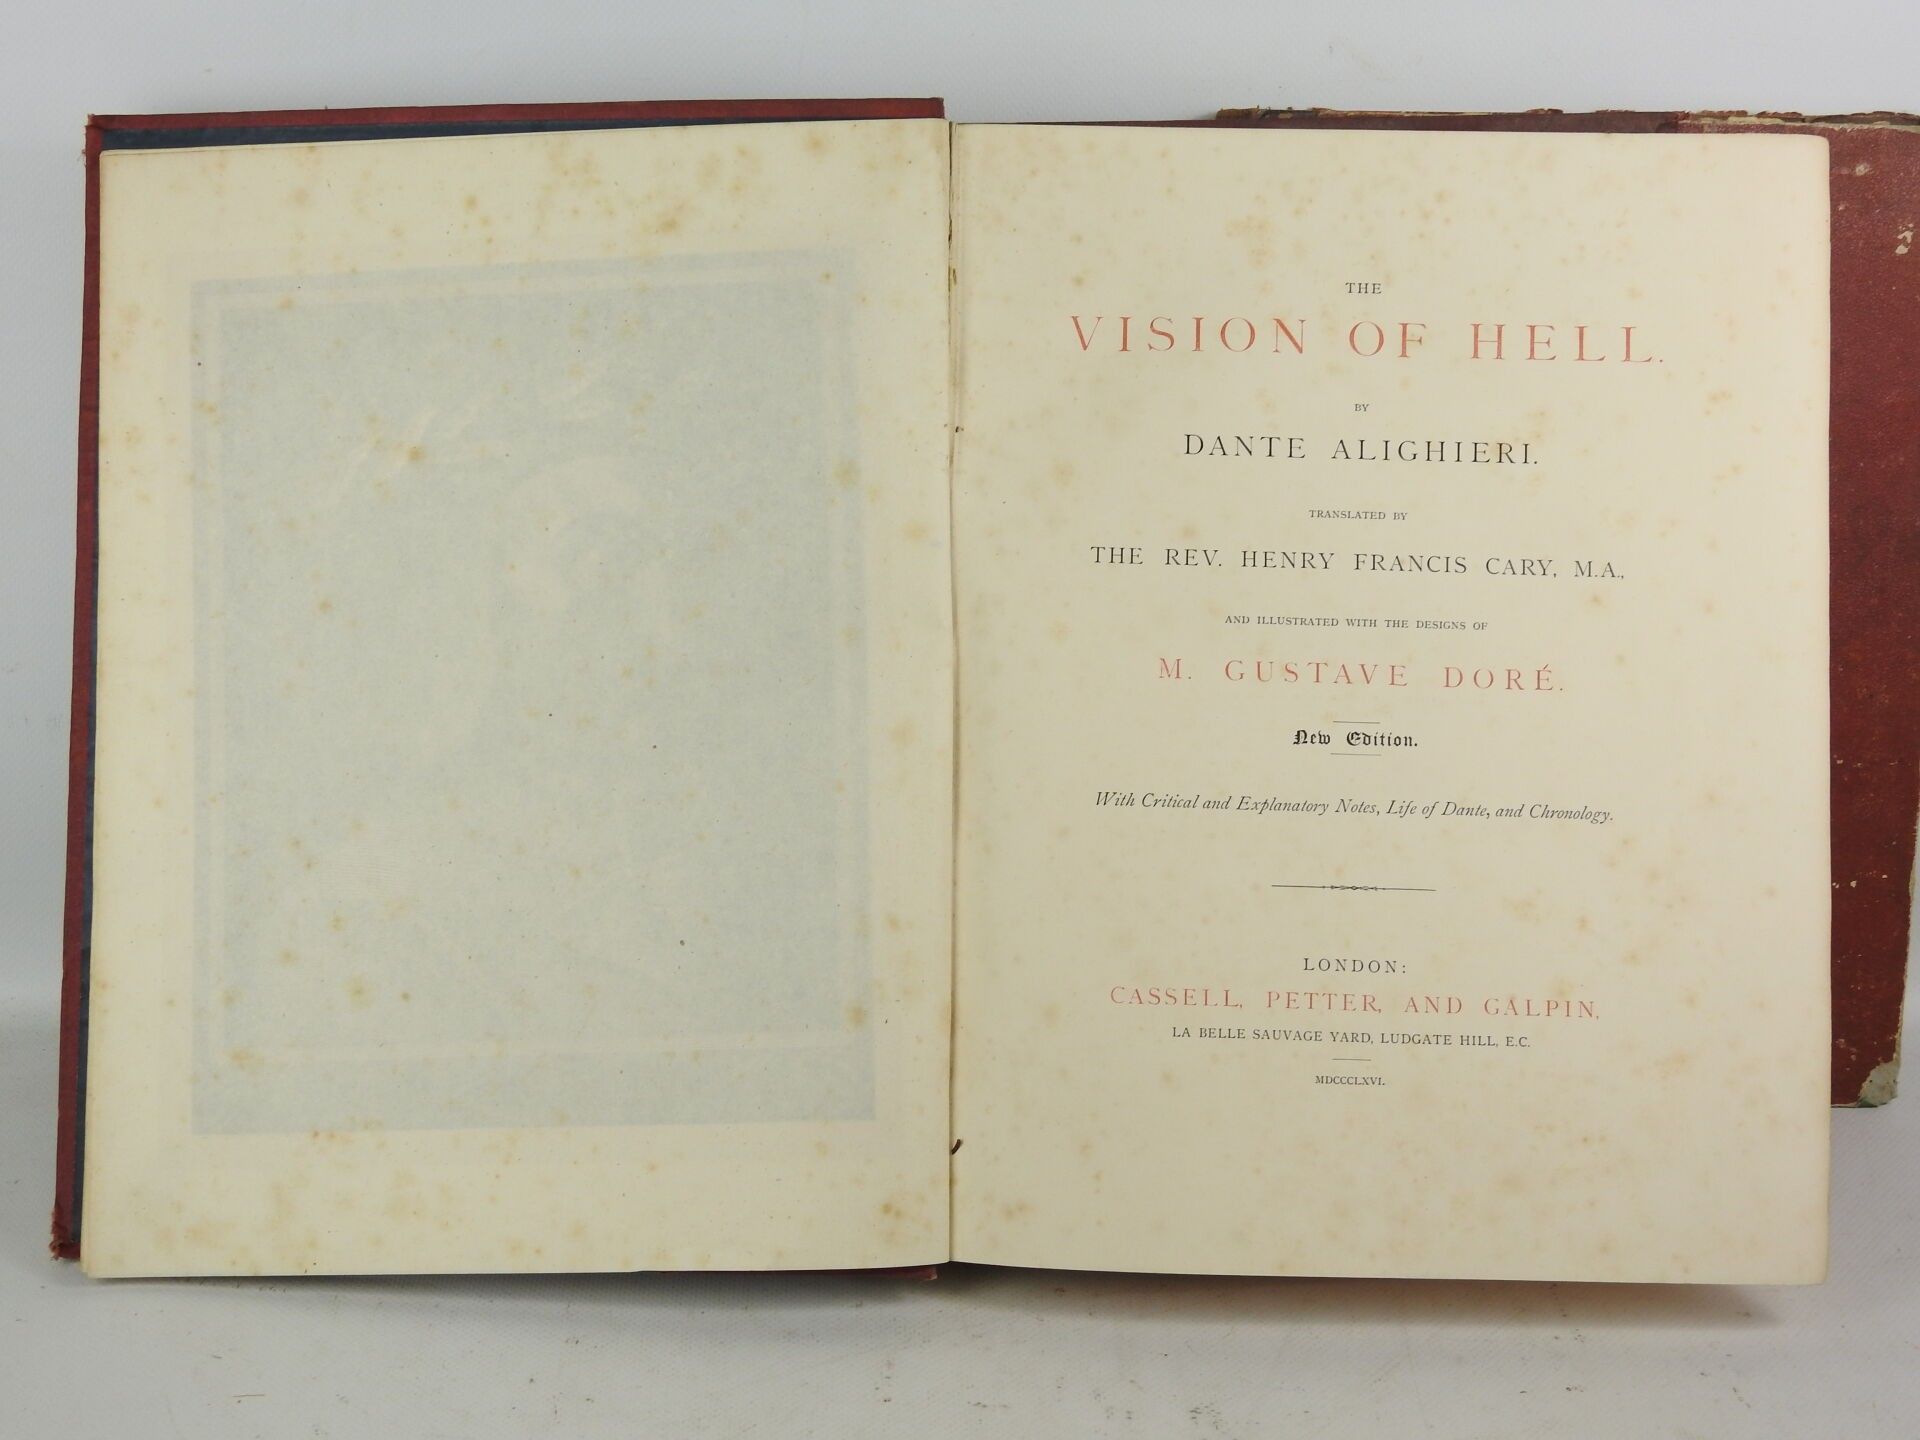 THE
VISION OF HELL.
BY
DANTE ALIGHIERI.
TRANSLATED BY
THE REV. HENRY FRANCIS CARY, M.A.,
AND ILLUSTRATED WITH THE DESIGNS OF
M. GUSTAVE DORÉ.
New Edition.
With Critical and Explanatory Notes, Life of Dante, and Chronology.
LONDON:
CASSELL, PETTER, AND GALPIN,
LA BELLE SAUVAGE YARD, LUDGATE HILL, E.C.
MDCCCLXVI.